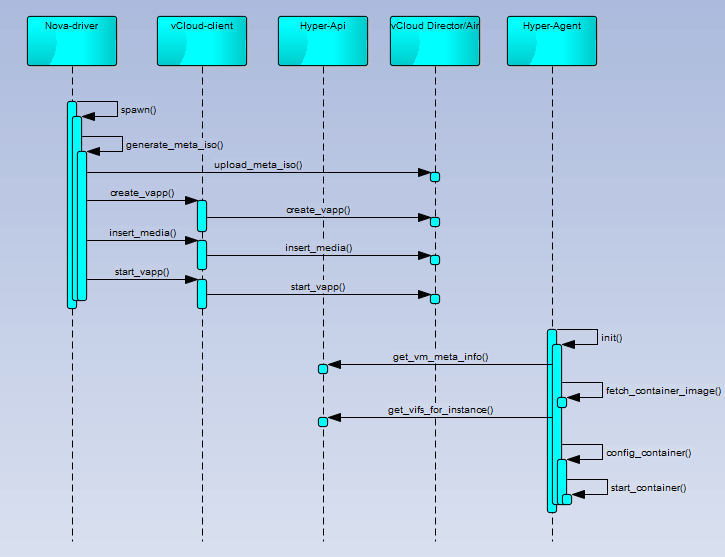 Nova-driver
vCloud-client
Hyper-Api
vCloud Director/Air
Hyper-Agent
spawn()
generate_meta_iso()
upload_meta_iso()
create_vapp()
create_vapp()
insert_media()
insert_media()
start_vapp()
start_vapp()
init()
get_vm_meta_info()
fetch_container_image()
get_vifs_for_instance()
config_container()
start_container()